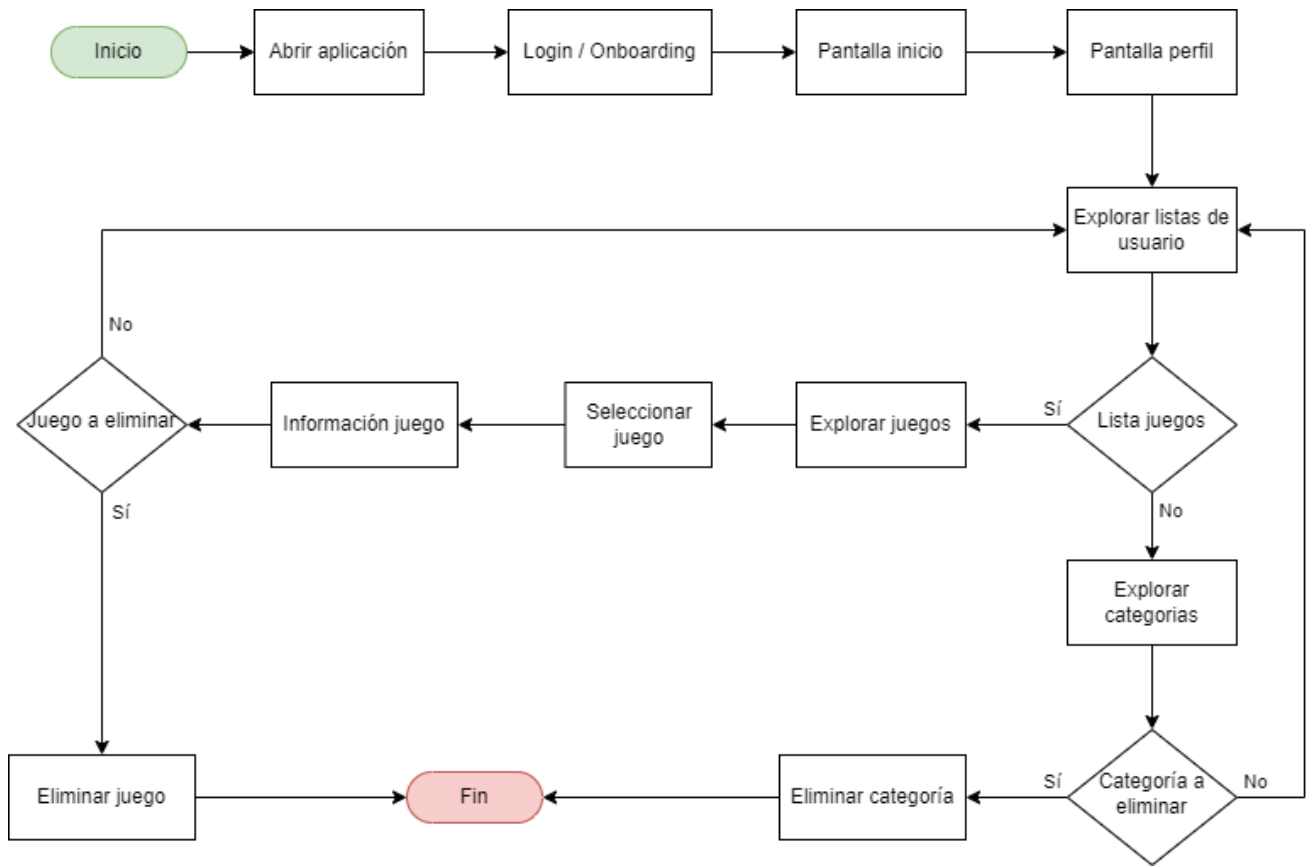 Inicio
Abrir aplicación
Login / Onboarding
Pantalla inicio
Pantalla perfil
Explorar listas de
usuario
No
Juego a eliminar
Información juego
Seleccionar
juego
Explorar juegos
Sí
Lista juegos
Sí
No
Explorar
categorias
Eliminar juego
Fin
Eliminar categoría
Sí
Categoría a
eliminar
No